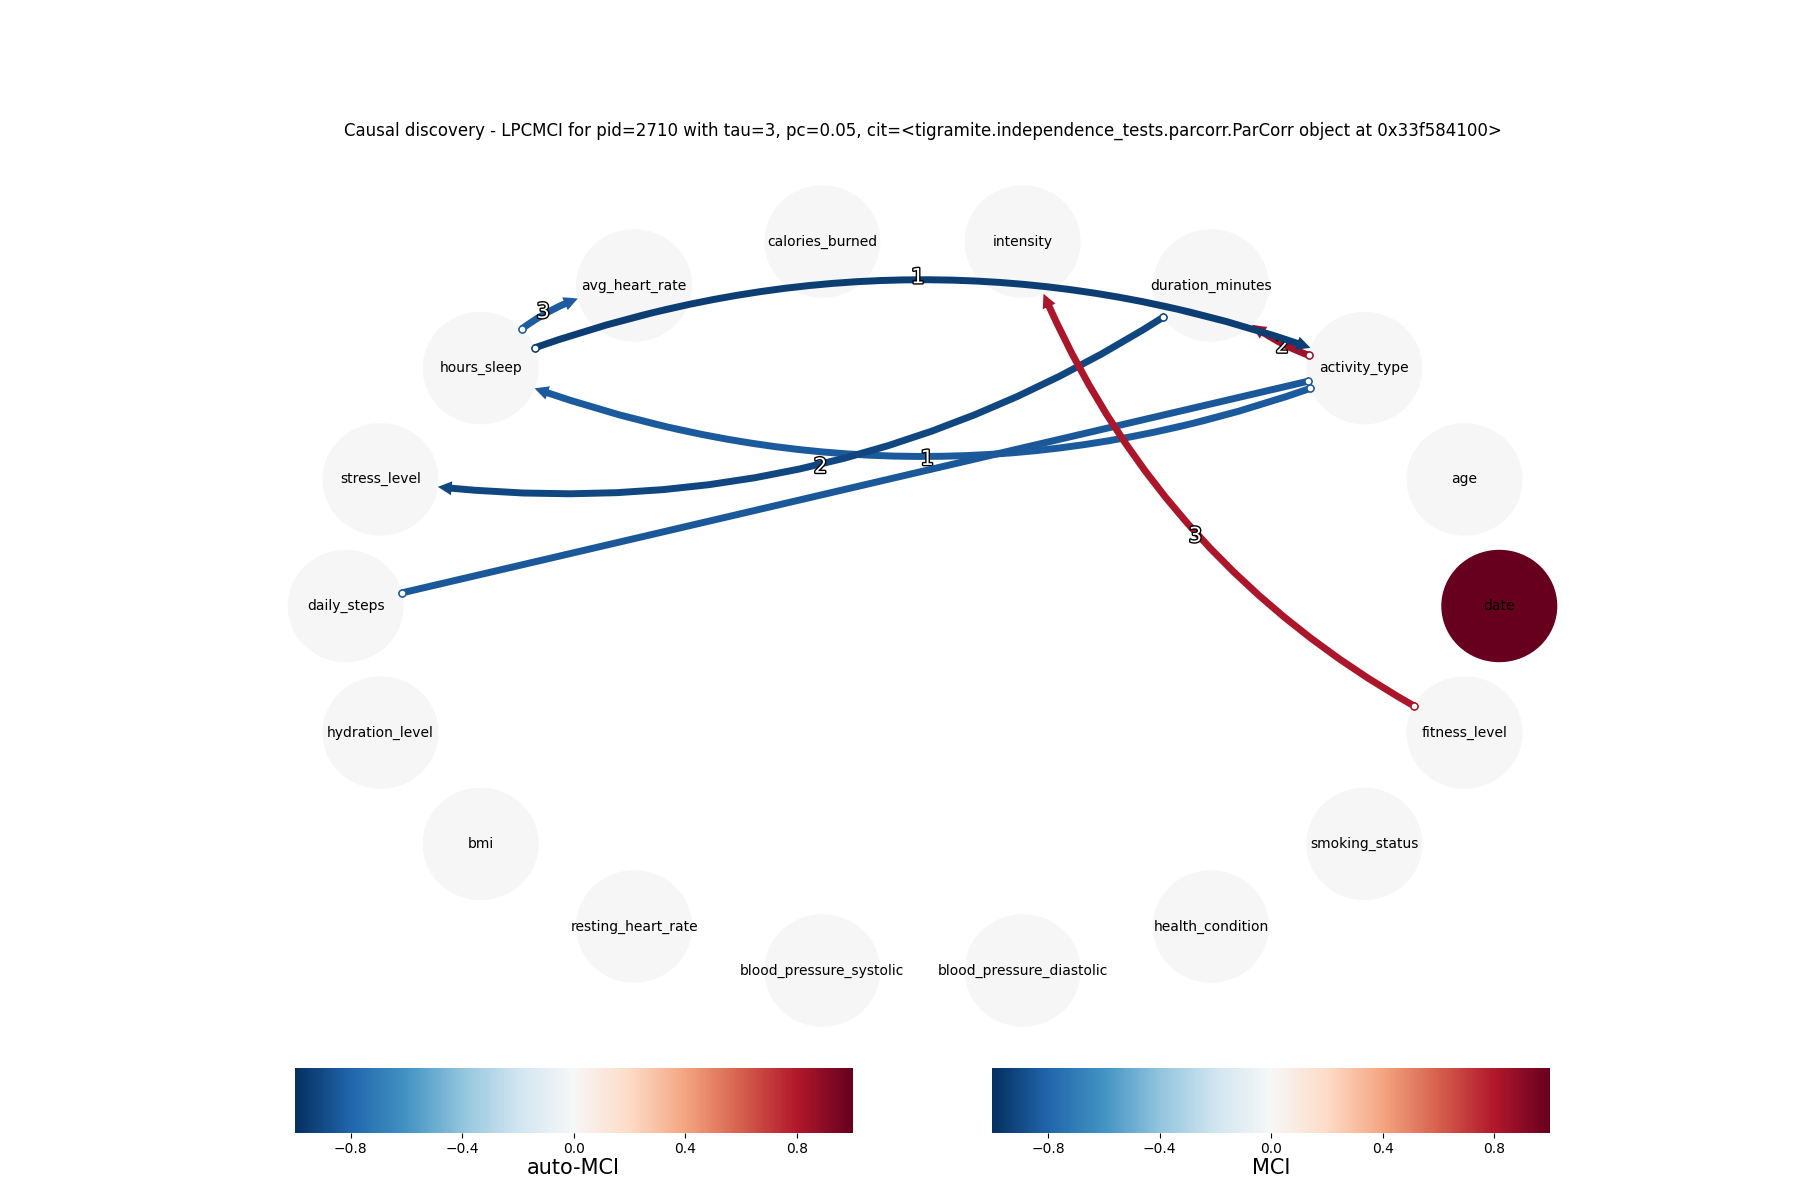 Causal discovery - LPCMCI for pid=2710 with tau=3, pc=0.05, cit=<tigramite.independence_tests.parcorr.ParCorr object at 0x33f584100>
calories_burned
intensity
avg_heart_rate
duration_minutes
1
3
2
hours_sleep
activity_type
1
2
stress_level
age
3
daily_steps
date
hydration_level
fitness_level
bmi
smoking_status
resting_heart_rate
health_condition
blood_pressure_systolic
blood_pressure_diastolic
−0.8 −0.4 0.0 0.4 0.8
auto-MCI
−0.8 −0.4 0.0 0.4 0.8
MCI